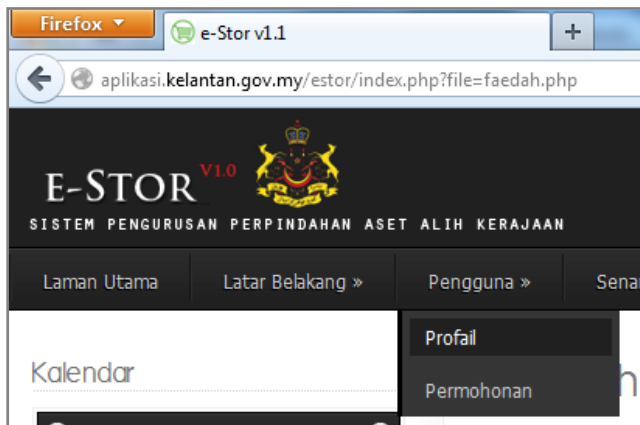 Firefox
e-Stor v1.1
aplikasi.kelantan.gov.my/estor/index.php?file=faedah.php
E-STOR V1.0
SISTEM PENGURUSAN PERPINDAHAN ASET ALIH KERAJAAN
Laman Utama Latar Belakang » Pengguna »
Profail
Kalendar
Permohonan